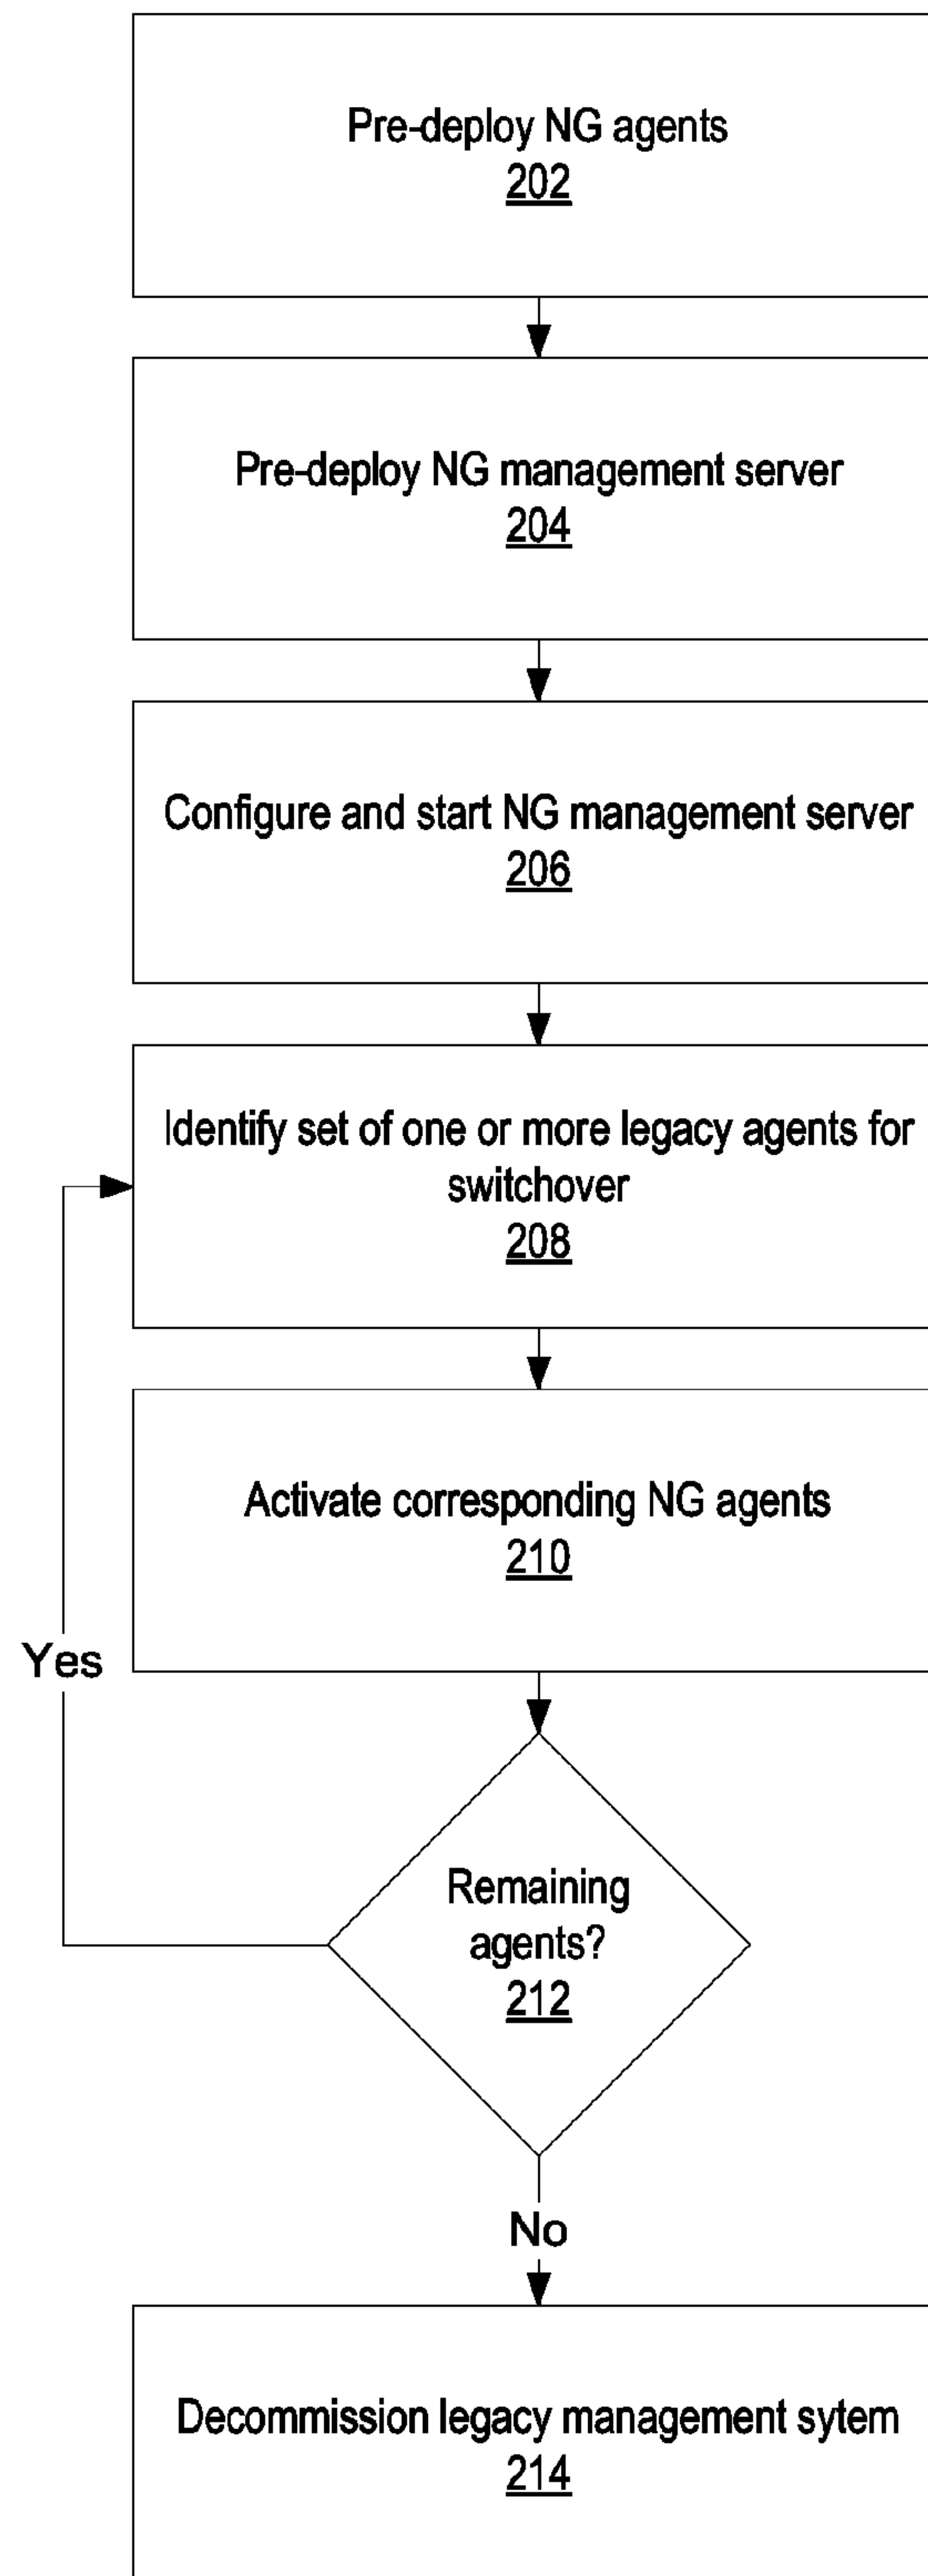 Pre-deploy NG agents
202
Pre-deploy NG management server
204
Configure and start NG management server
206
Identify set of one or more legacy agents for
switchover
208
Activate corresponding NG agents
210
Yes
Remaining
agents?
212
No
Decommission legacy management sytem
214